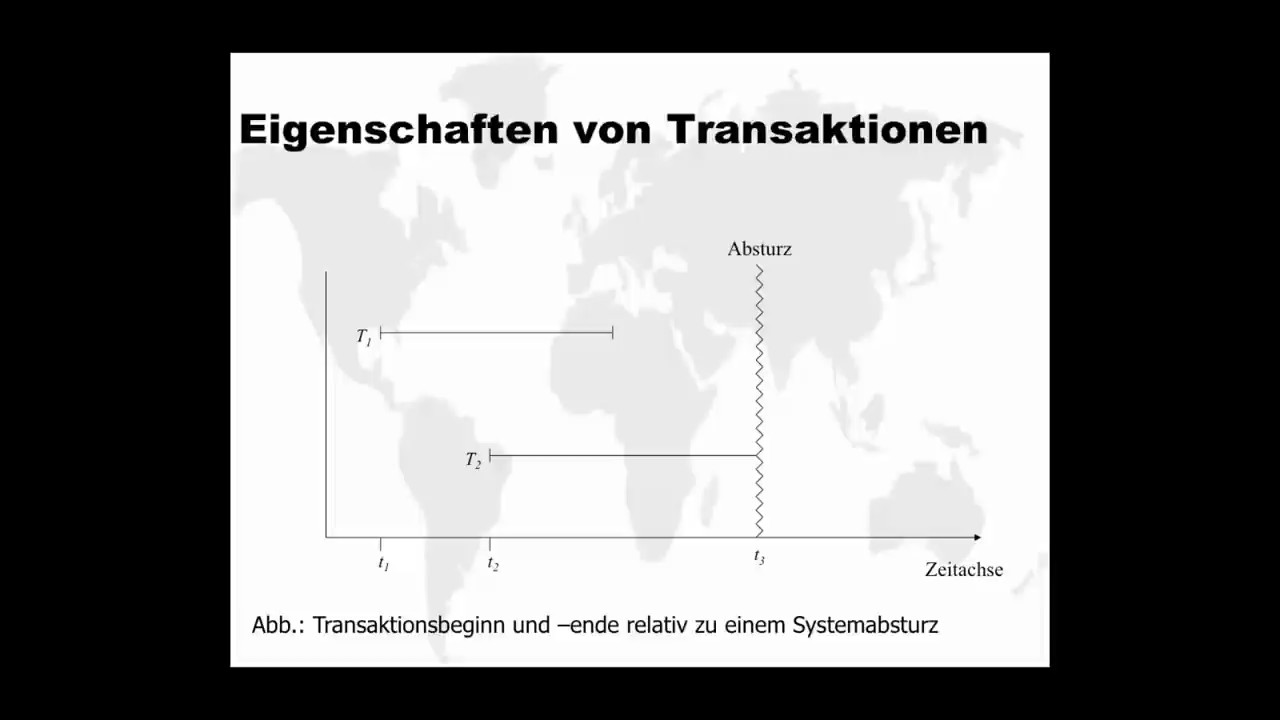 Eigenschaften von Transaktionen
Absturz
T1
T2
t1
t2
t3
Zeitachse
Abb.: Transaktionsbeginn und –ende relativ zu einem Systemabsturz